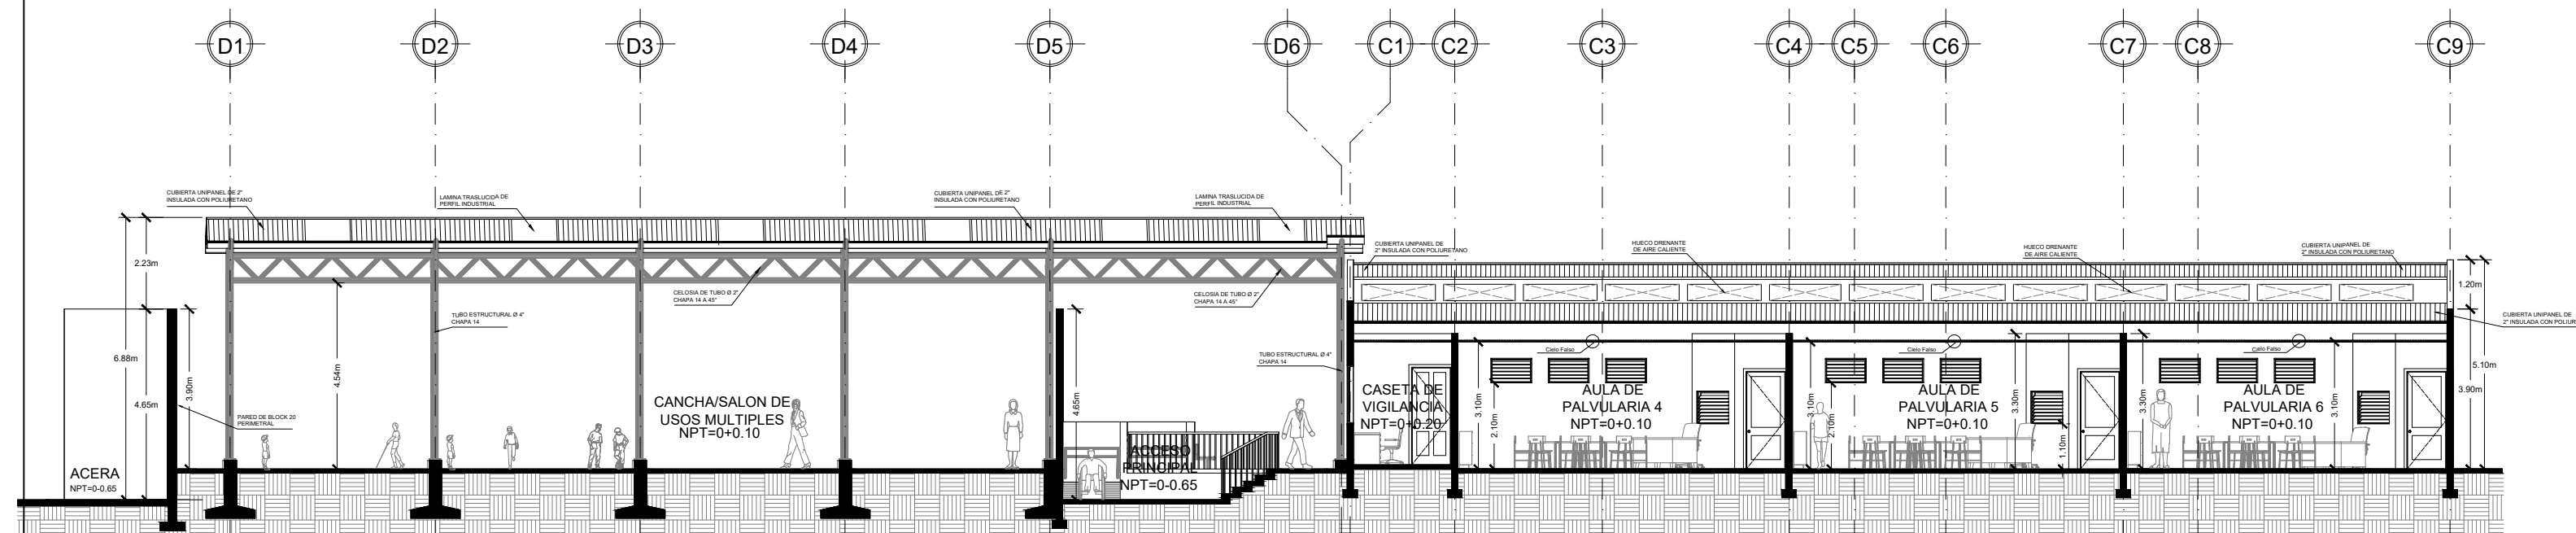 D1
D2
D3
D4
D5
D6
C1
C2
C3
C4
C5
C6
C7
C8
C9
CUBIERTA UNIPANEL DE 2"
INSULADA CON POLIURETANO
LAMINA TRASLUCIDA DE
PERFIL INDUSTRIAL
CUBIERTA UNIPANEL DE 2"
INSULADA CON POLIURETANO
LAMINA TRASLUCIDA DE
PERFIL INDUSTRIAL
CUBIERTA UNIPANEL DE
2" INSULADA CON POLIURETANO
HUECO DRENANTE
DE AIRE CALIENTE
HUECO DRENANTE
DE AIRE CALIENTE
CUBIERTA UNIPANEL DE
2" INSULADA CON POLIURETANO
2.23m
6.88m
4.65m
3.90m
4.54m
CELOSIA DE TUBO Ø 2"
CHAPA 14 A 45°
TUBO ESTRUCTURAL Ø 4"
CHAPA 14
CELOSIA DE TUBO Ø 2"
CHAPA 14 A 45°
TUBO ESTRUCTURAL Ø 4"
CHAPA 14
4.65m
PARED DE BLOCK 20
PERIMETRAL
ACERA
NPT=0-0.65
CANCHA/SALON DE
USOS MULTIPLES
NPT=0+0.10
ACCESO
PRINCIPAL
NPT=0-0.65
CASETA DE
VIGILANCIA
NPT=0+0.20
3.10m
2.10m
Cielo Falso
AULA DE
PALVULARIA 4
NPT=0+0.10
3.10m
2.10m
Cielo Falso
AULA DE
PALVULARIA 5
NPT=0+0.10
3.30m
1.10m
3.30m
Cielo Falso
AULA DE
PALVULARIA 6
NPT=0+0.10
3.10m
1.20m
5.10m
3.90m
CUBIERTA UNIPANEL DE
2" INSULADA CON POLIUR